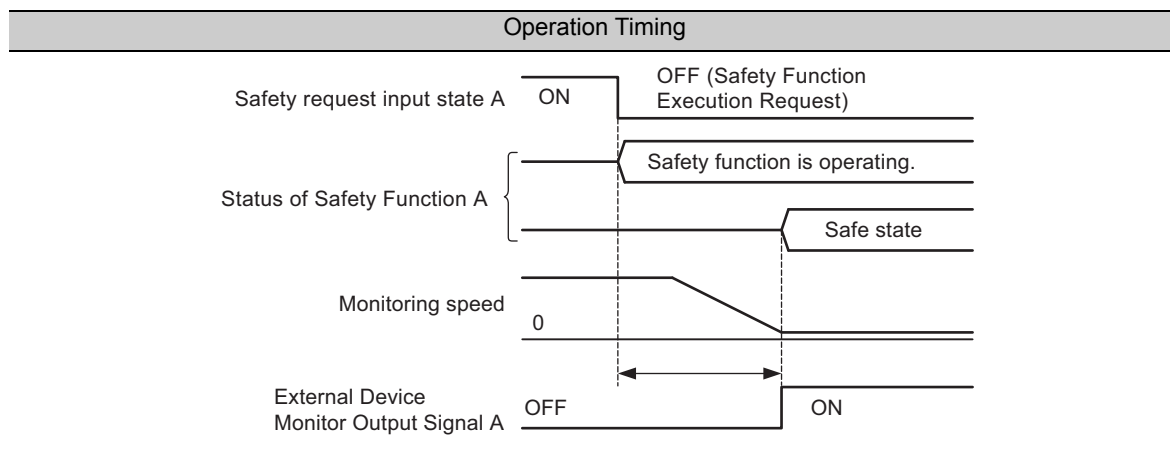 Operation Timing
Safety request input state A
ON
OFF (Safety Function
Execution Request)
Status of Safety Function A
Safety function is operating.
Safe state
Monitoring speed
0
External Device
Monitor Output Signal A
OFF
ON